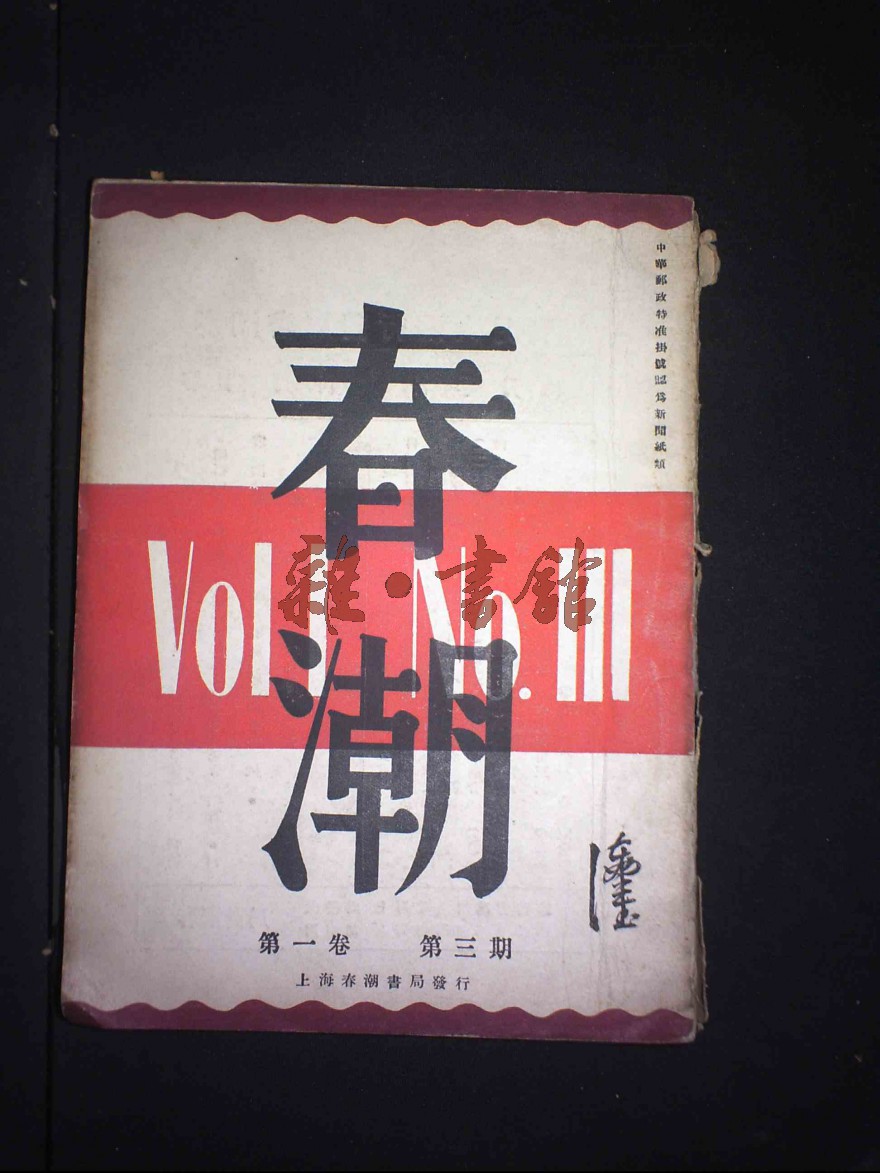 中華郵政特准掛號認爲新聞紙類
春潮
Vol. I No. III
雜·書館
第一卷 第三期
上海春潮書局發行